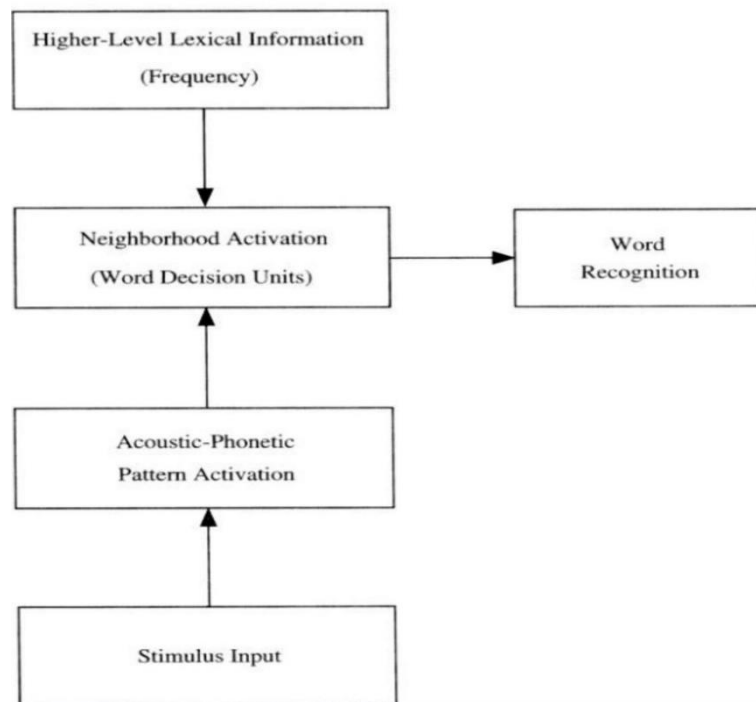 Higher-Level Lexical Information
(Frequency)
Neighborhood Activation
(Word Decision Units)
Word
Recognition
Acoustic-Phonetic
Pattern Activation
Stimulus Input